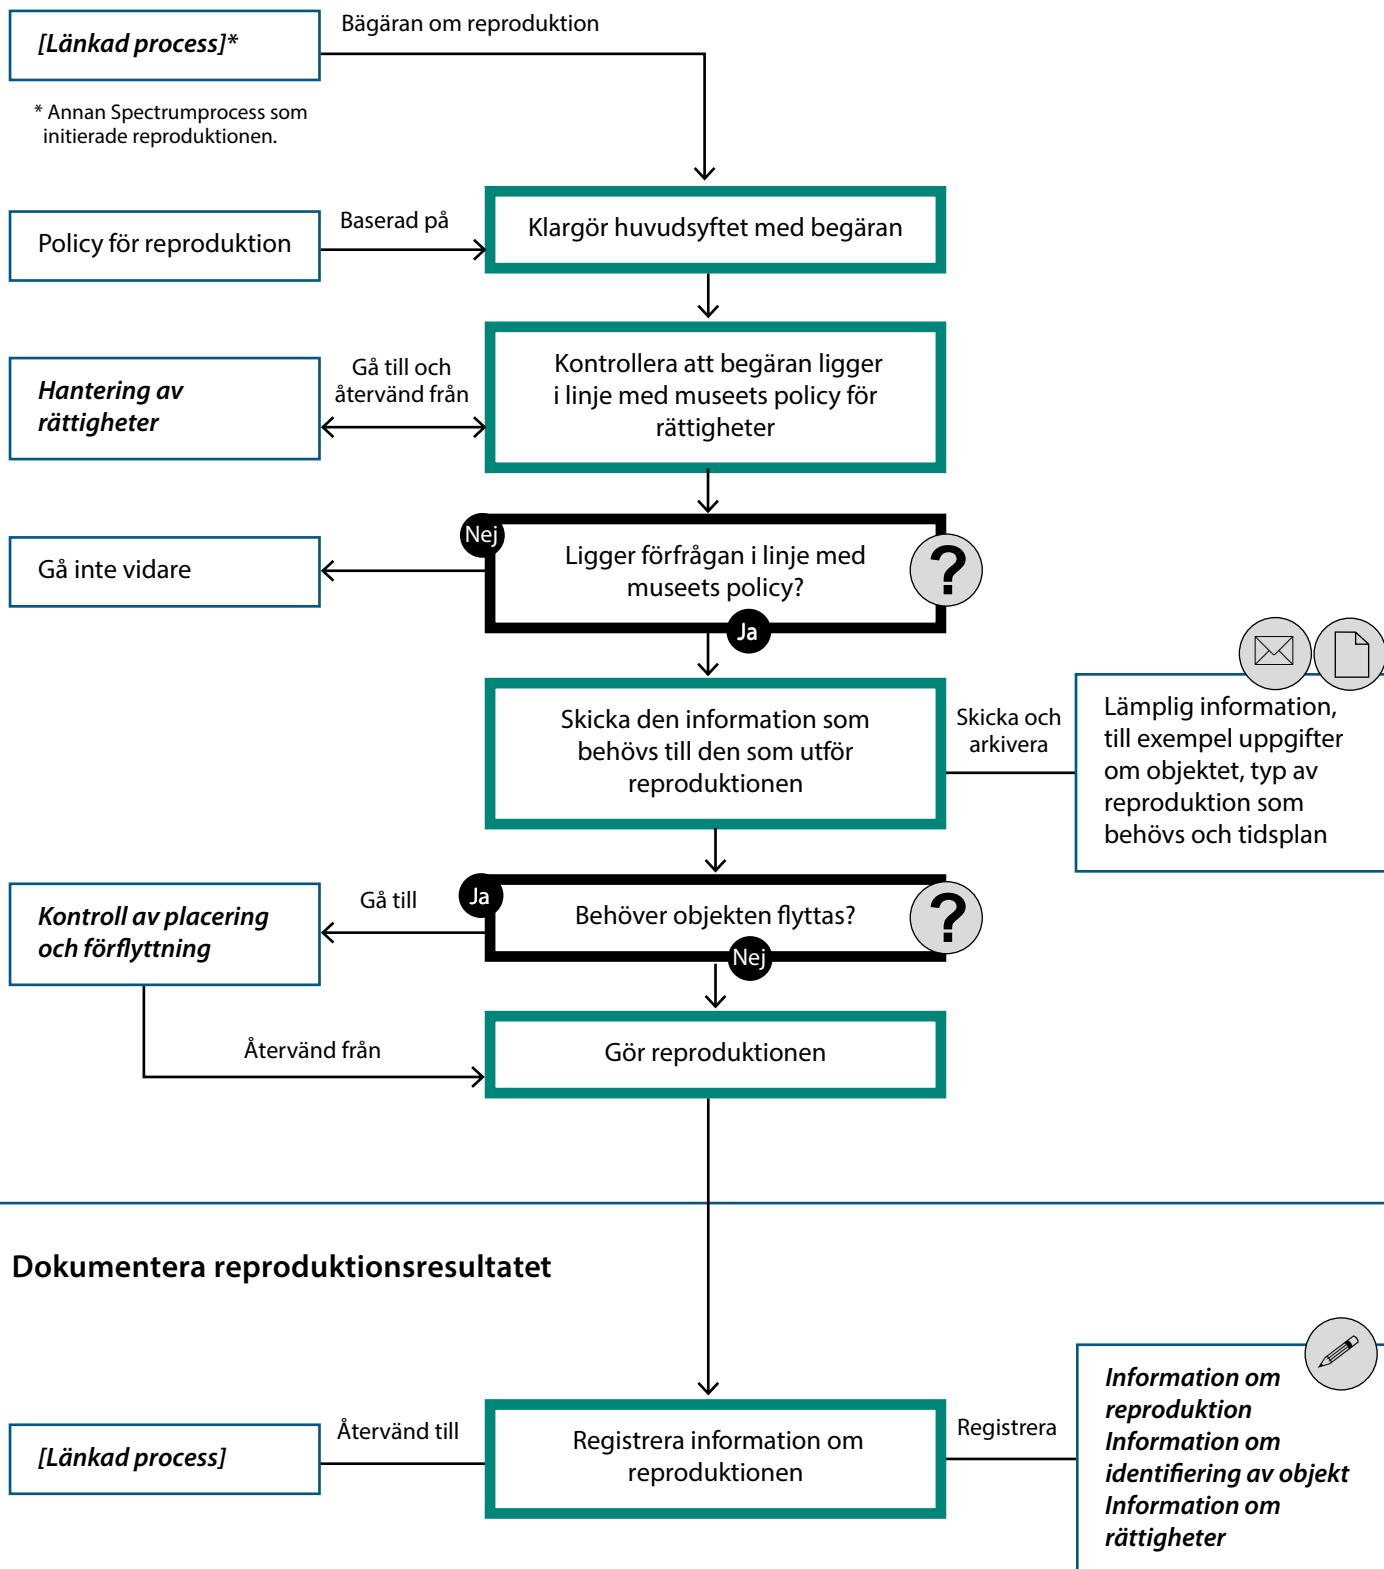 [Länkad process]*
Bägäran om reproduktion
* Annan Spectrumprocess som
initierade reproduktionen.
Policy för reproduktion
Baserad på
Klargör huvudsyftet med begäran
Hantering av
rättigheter
Gå till och
återvänd från
Kontrollera att begäran ligger
i linje med museets policy för
rättigheter
Gå inte vidare
Nej
Ligger förfrågan i linje med
museets policy?
?
Ja
Skicka den information som
behövs till den som utför
reproduktionen
Skicka och
arkivera
Lämplig information,
till exempel uppgifter
om objektet, typ av
reproduktion som
behövs och tidsplan
Kontroll av placering
och förflyttning
Gå till
Ja
Behöver objekten flyttas?
?
Nej
Återvänd från
Gör reproduktionen
Dokumentera reproduktionsresultatet
[Länkad process]
Återvänd till
Registrera information om
reproduktionen
Registrera
Information om
reproduktion
Information om
identifiering av objekt
Information om
rättigheter